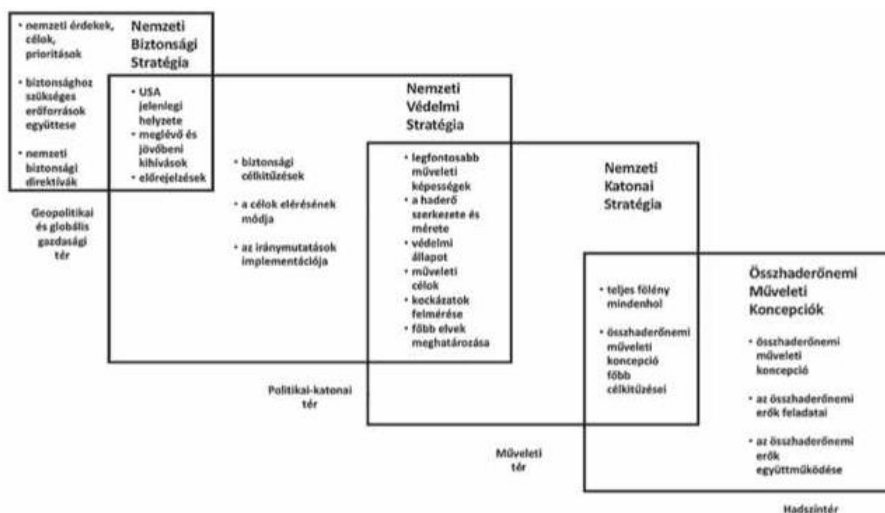 • nemzeti érdekek,
célok,
prioritások
• biztonsághoz
szükséges
erőforrások
együttese
• nemzeti
biztonsági
direktívák
Nemzeti
Biztonsági
Stratégia
• USA
jelenlegi
helyzete
• meglévő és
jövőbeni
kihívások
• előrejelzések
Geopolitikai
és globális
gazdasági
tér
• biztonsági
célkitűzések
• a célok elérésének
módja
• az iránymutatások
implementációja
Nemzeti
Védelmi
Stratégia
• legfontosabb
műveleti
képességek
• a haderő
szerkezete és
mérete
• védelmi
állapot
• műveleti
célok
• kockázatok
felmérése
• főbb elvek
meghatározása
Politikai-katonai
tér
Nemzeti
Katonai
Stratégia
• teljes fölény
mindenhol
• összhaderőnemi
műveleti
koncepció
főbb
célkitűzései
Műveleti
tér
Összhaderőnemi
Műveleti
Koncepciók
• összhaderőnemi
műveleti
koncepció
• az összhaderőnemi
erők feladatai
• az összhaderőnemi
erők
együttműködése
Hadszíntér